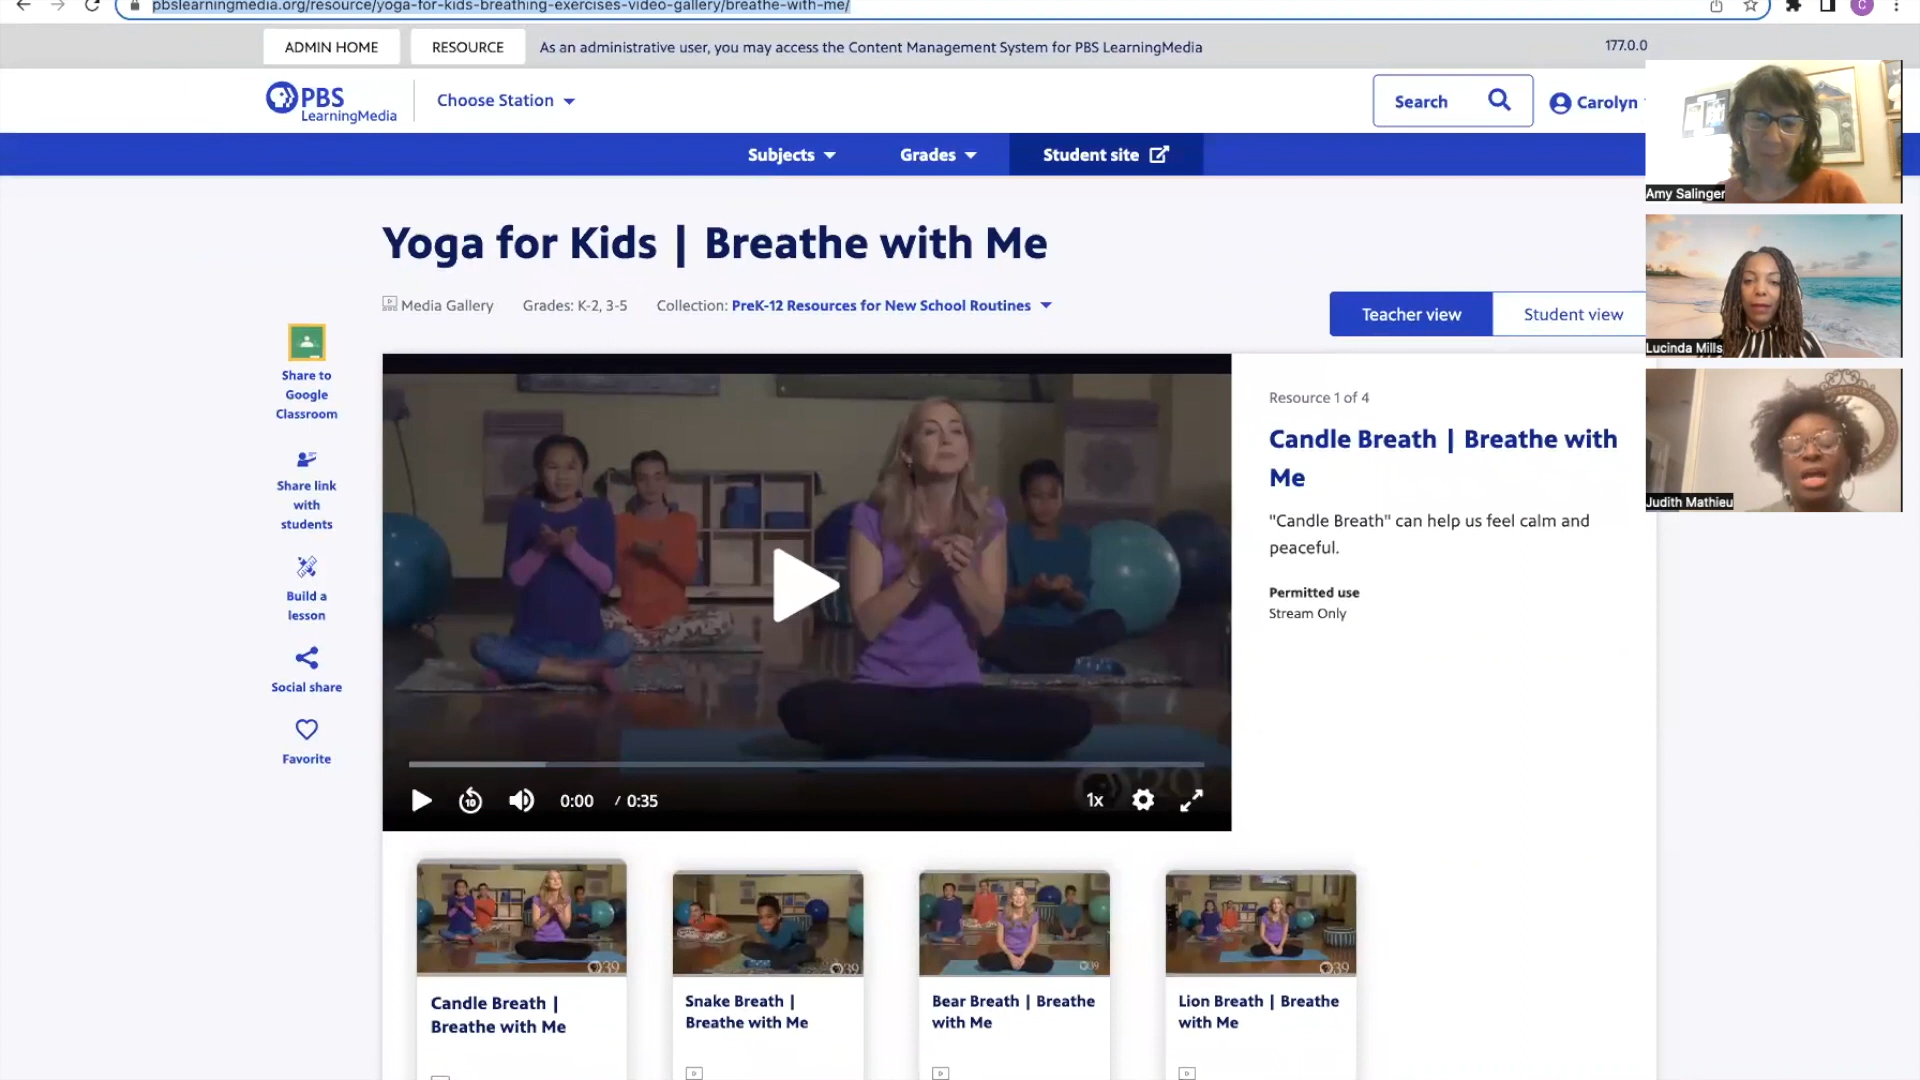 pbslearningmedia.org/resource/yoga-for-kids-breathing-exercises-video-gallery/breathe-with-me/
C
ADMIN HOME
RESOURCE
As an administrative user, you may access the Content Management System for PBS LearningMedia
177.0.0
PBS
LearningMedia
Choose Station
Search
Carolyn
Subjects
Grades
Student site
Amy Salinger
Lucinda Mills
Judith Mathieu
Yoga for Kids | Breathe with Me
Media Gallery
Grades: K-2, 3-5
Collection: PreK-12 Resources for New School Routines
Teacher view
Student view
Share to
Google
Classroom
Share link
with
students
Build a
lesson
Social share
Favorite
Resource 1 of 4
Candle Breath | Breathe with
Me
"Candle Breath" can help us feel calm and
peaceful.
Permitted use
Stream Only
10
0:00 / 0:35
1x
39
Candle Breath |
Breathe with Me
39
Snake Breath |
Breathe with Me
39
Bear Breath | Breathe
with Me
39
Lion Breath | Breathe
with Me
39